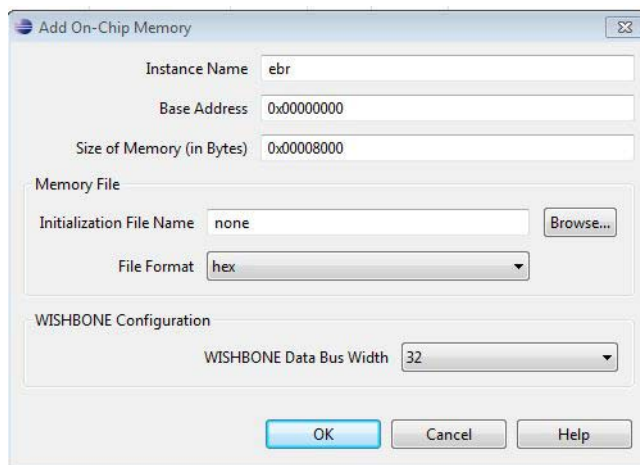 Add On-Chip Memory
Instance Name ebr
Base Address 0x00000000
Size of Memory (in Bytes) 0x00008000
Memory File
Initialization File Name none Browse...
File Format hex
WISHBONE Configuration
WISHBONE Data Bus Width 32
OK Cancel Help